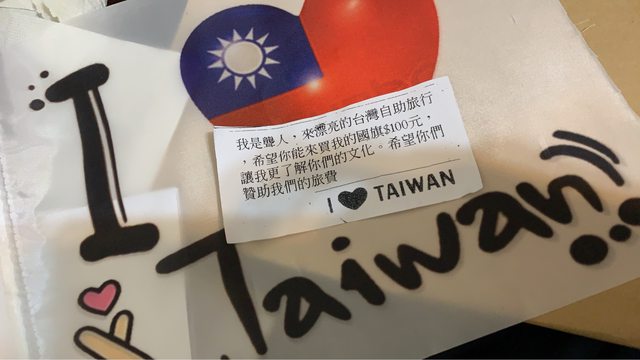 I
我是聾人，來漂亮的台灣自助旅行
，希望你能來買我的國旗$100元，
讓我更了解你們的文化。希望你們
贊助我們的旅費
I ♥ TAIWAN
Taiwan